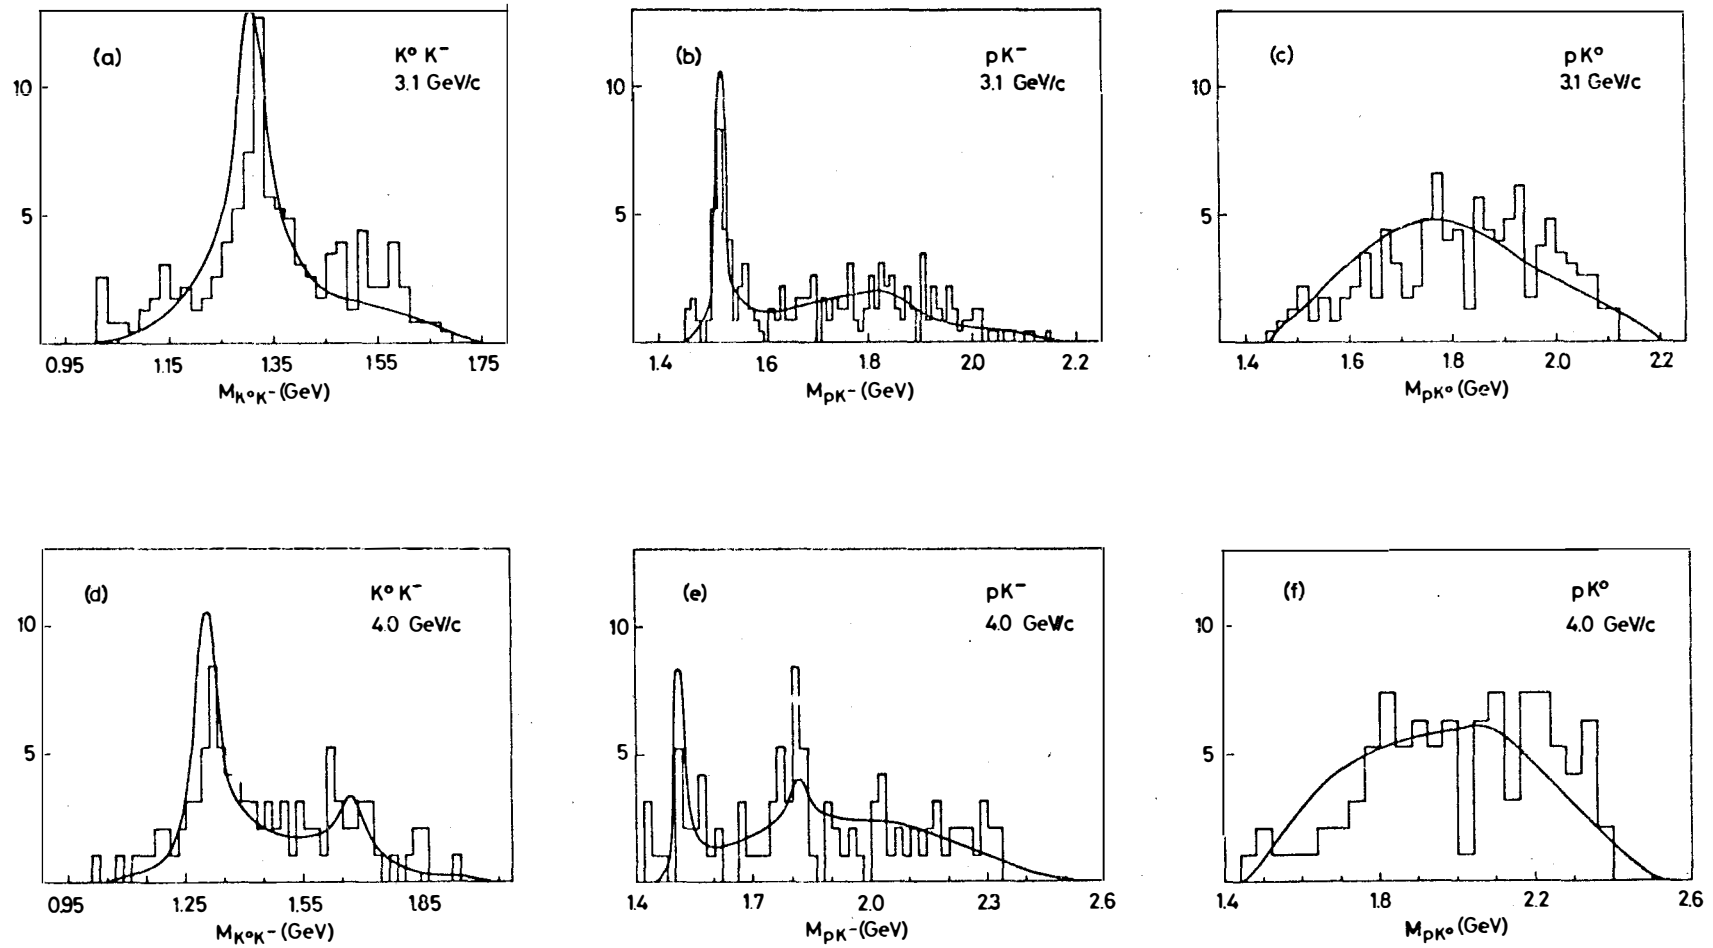 (a)
K° K⁻
3.1 GeV/c
10
5
0.95 1.15 1.35 1.55 1.75
M_K°K⁻ (GeV)
(b)
pK⁻
3.1 GeV/c
10
5
1.4 1.6 1.8 2.0 2.2
M_pK⁻ (GeV)
(c)
pK°
3.1 GeV/c
10
5
1.4 1.6 1.8 2.0 2.2
M_pK° (GeV)
(d)
K° K⁻
4.0 GeV/c
10
5
0.95 1.25 1.55 1.85
M_K°K⁻ (GeV)
(e)
pK⁻
4.0 GeV/c
10
5
1.4 1.7 2.0 2.3 2.6
M_pK⁻ (GeV)
(f)
pK°
4.0 GeV/c
10
5
1.4 1.8 2.2 2.6
M_pK° (GeV)